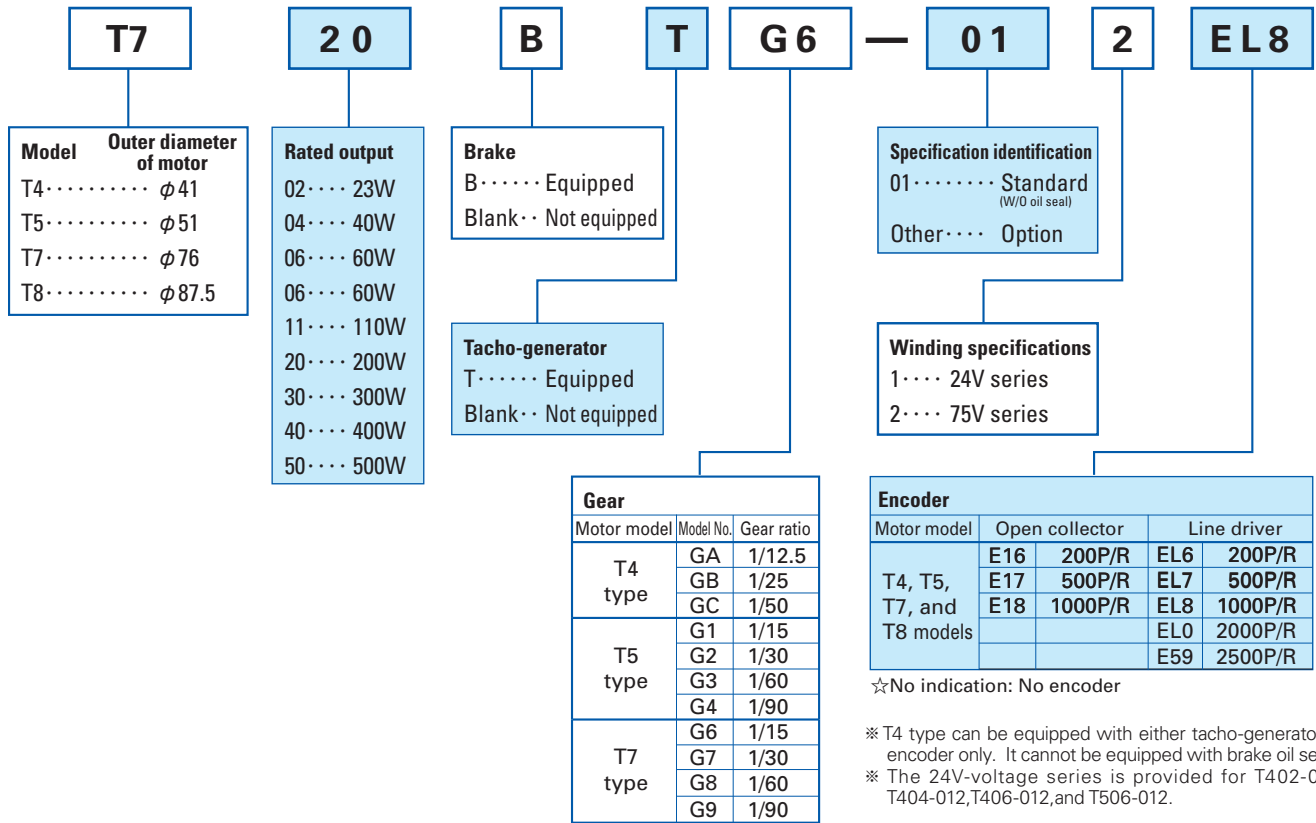 T7 20 B T G6 — 01 2 EL8
Model Outer diameter of motor
T4·········· φ41
T5·········· φ51
T7·········· φ76
T8·········· φ87.5
Rated output
02···· 23W
04···· 40W
06···· 60W
06···· 60W
11···· 110W
20···· 200W
30···· 300W
40···· 400W
50···· 500W
Brake
B······ Equipped
Blank·· Not equipped
Tacho-generator
T······ Equipped
Blank·· Not equipped
Specification identification
01········ Standard
(W/O oil seal)
Other···· Option
Winding specifications
1···· 24V series
2···· 75V series
Gear
Motor model Model No. Gear ratio
T4 type
GA 1/12.5
GB 1/25
GC 1/50
T5 type
G1 1/15
G2 1/30
G3 1/60
G4 1/90
T7 type
G6 1/15
G7 1/30
G8 1/60
G9 1/90
Encoder
Motor model Open collector Line driver
T4, T5, T7, and T8 models
E16 200P/R EL6 200P/R
E17 500P/R EL7 500P/R
E18 1000P/R EL8 1000P/R
EL0 2000P/R
E59 2500P/R
☆No indication: No encoder
※ T4 type can be equipped with either tacho-generato
encoder only. It cannot be equipped with brake oil se
※ The 24V-voltage series is provided for T402-0
T404-012,T406-012,and T506-012.